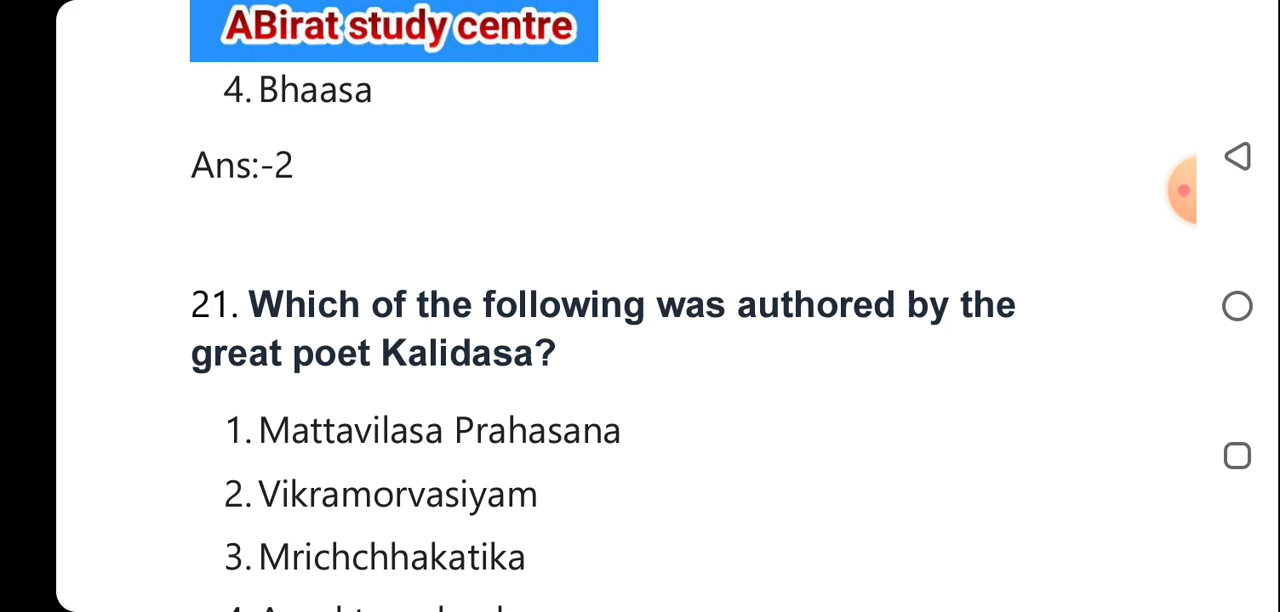 ABirat study centre
4. Bhaasa
Ans:-2
21. Which of the following was authored by the
great poet Kalidasa?
1. Mattavilasa Prahasana
2. Vikramorvasiyam
3. Mrichchhakatika